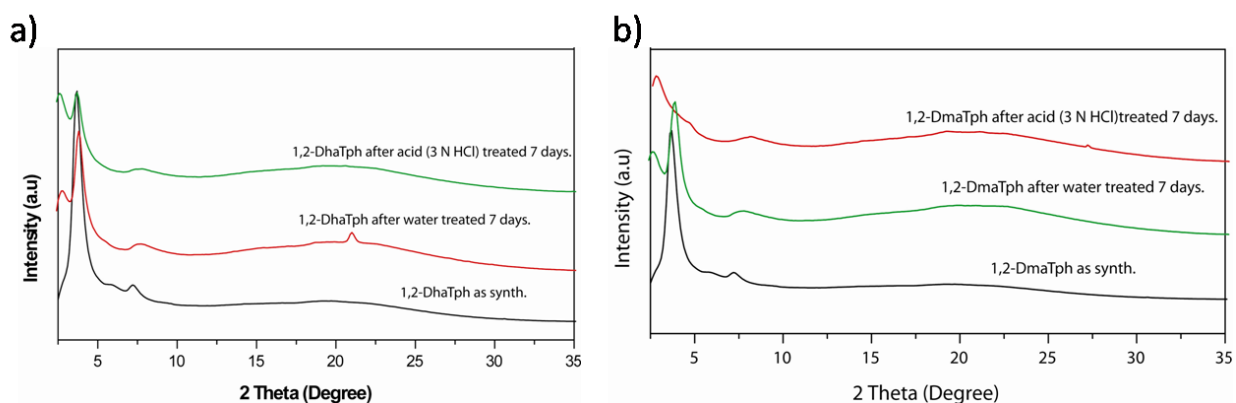 a)
Intensity (a.u)
1,2-DhaTph after acid (3 N HCl) treated 7 days.
1,2-DhaTph after water treated 7 days.
1,2-DhaTph as synth.
5 10 15 20 25 30 35
2 Theta (Degree)
b)
Intensity (a.u)
1,2-DmaTph after acid (3 N HCl)treated 7 days.
1,2-DmaTph after water treated 7 days.
1,2-DmaTph as synth.
5 10 15 20 25 30 35
2 Theta (Degree)